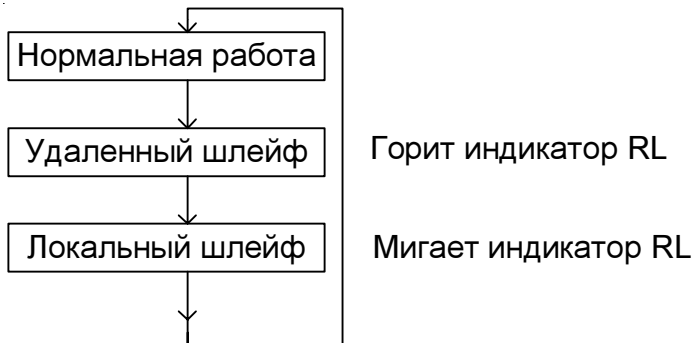 Нормальная работа
Удаленный шлейф Горит индикатор RL
Локальный шлейф Мигает индикатор RL